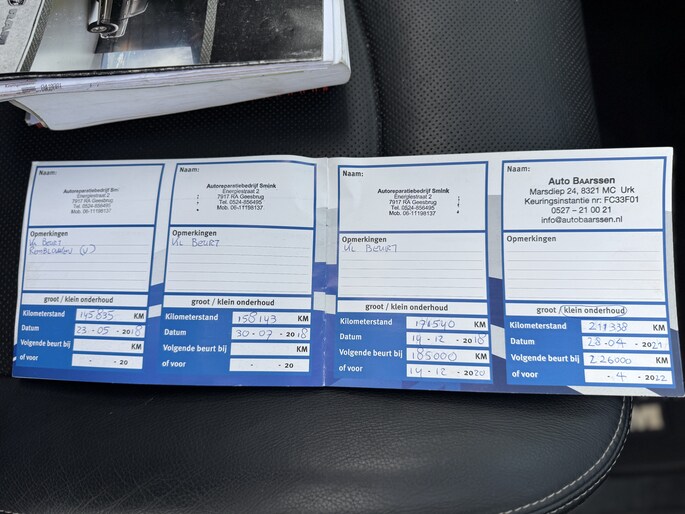 Naam:
Autoreparatiebedrijf Smi
Energiestraat 2
7917 RA Geesbrug
Tel. 0524-856495
Mob. 06-11198137
Opmerkingen
Kl BEURT
REMBLOKKEN (V)
groot / klein onderhoud
Kilometerstand 145835 KM
Datum 23-05-2018
Volgende beurt bij KM
of voor - - 20
Naam:
Autoreparatiebedrijf Smink
Energiestraat 2
7917 RA Geesbrug
Tel. 0524-856495
Mob. 06-11198137
Opmerkingen
KL BEURT
groot / klein onderhoud
Kilometerstand 158143 KM
Datum 30-07-2018
Volgende beurt bij KM
of voor - - 20
Naam:
Autoreparatiebedrijf Smink
Energiestraat 2
7917 RA Geesbrug
Tel. 0524-856495
Mob. 06-11198137
Opmerkingen
KL BEURT
groot / klein onderhoud
Kilometerstand 171540 KM
Datum 19-12-2018
Volgende beurt bij 185000 KM
of voor 19-12-2020
Naam:
AUTO BAARSSEN
Marsdiep 24, 8321 MC Urk
Keuringsinstantie nr: FC33F01
0527 - 21 00 21
info@autobaarssen.nl
Opmerkingen
groot / klein onderhoud
Kilometerstand 211338 KM
Datum 28-04-2021
Volgende beurt bij 226000 KM
of voor - 4 - 2022